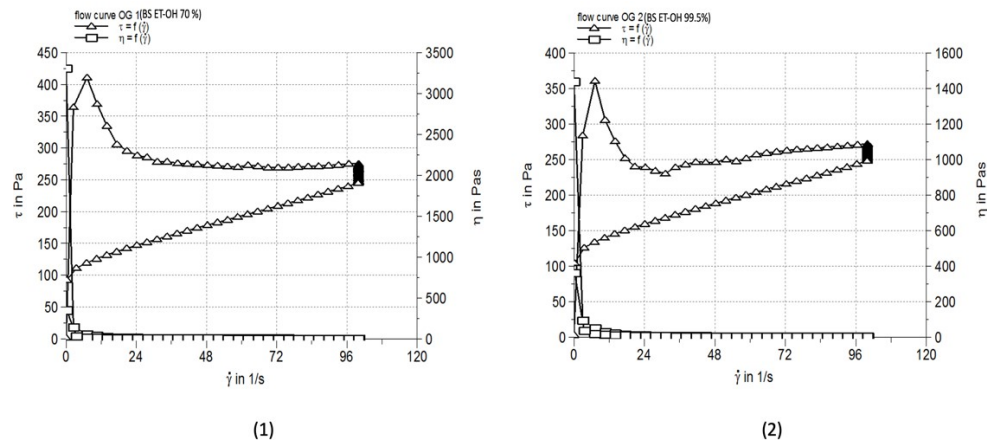 flow curve OG 1(BS ET-OH 70 %)
τ = f (γ̇)
η = f (γ̇)
τ in Pa
450
400
350
300
250
200
150
100
50
0
0 24 48 72 96 120
γ̇ in 1/s
3500
3000
2500
2000
1500
1000
500
0
η in Pas
(1)
flow curve OG 2(BS ET-OH 99.5%)
τ = f (γ̇)
η = f (γ̇)
τ in Pa
400
350
300
250
200
150
100
50
0
0 24 48 72 96 120
γ̇ in 1/s
1600
1400
1200
1000
800
600
400
200
0
η in Pas
(2)